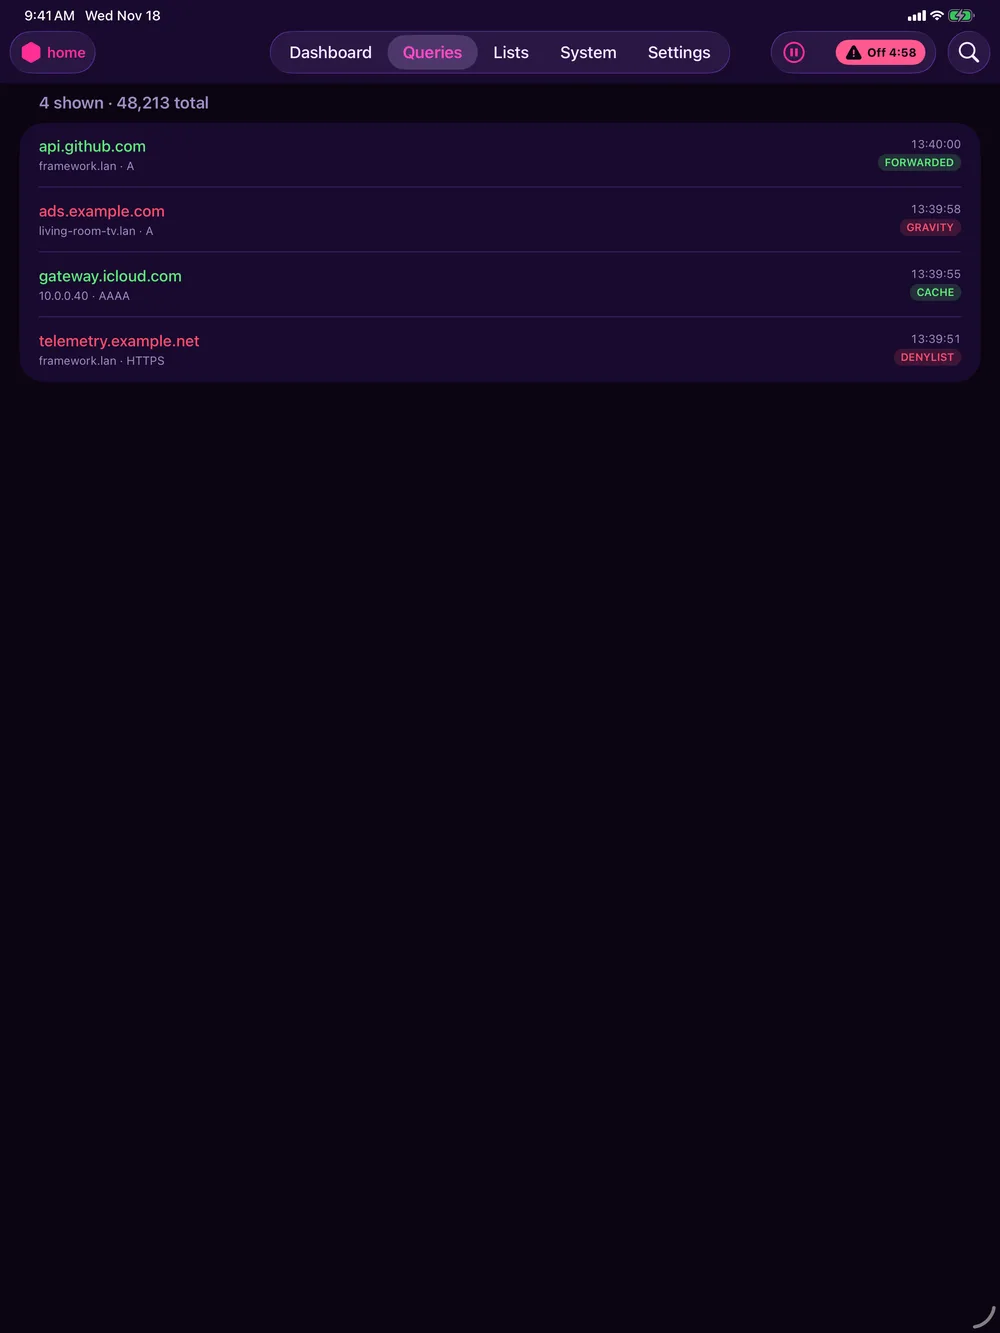 9:41 AM Wed Nov 18
home
Dashboard Queries Lists System Settings
Off 4:58
4 shown · 48,213 total
api.github.com
13:40:00
framework.lan · A
FORWARDED
ads.example.com
13:39:58
living-room-tv.lan · A
GRAVITY
gateway.icloud.com
13:39:55
10.0.0.40 · AAAA
CACHE
telemetry.example.net
13:39:51
framework.lan · HTTPS
DENYLIST